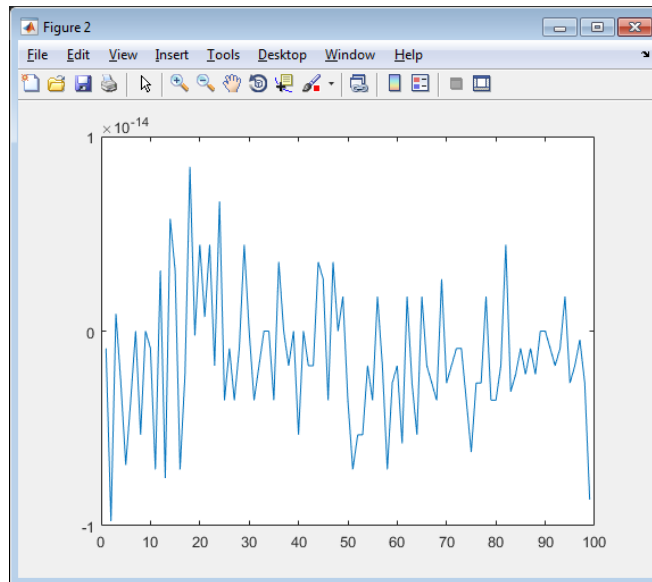 Figure 2
File Edit View Insert Tools Desktop Window Help
×10-14
1
0
-1
0 10 20 30 40 50 60 70 80 90 100